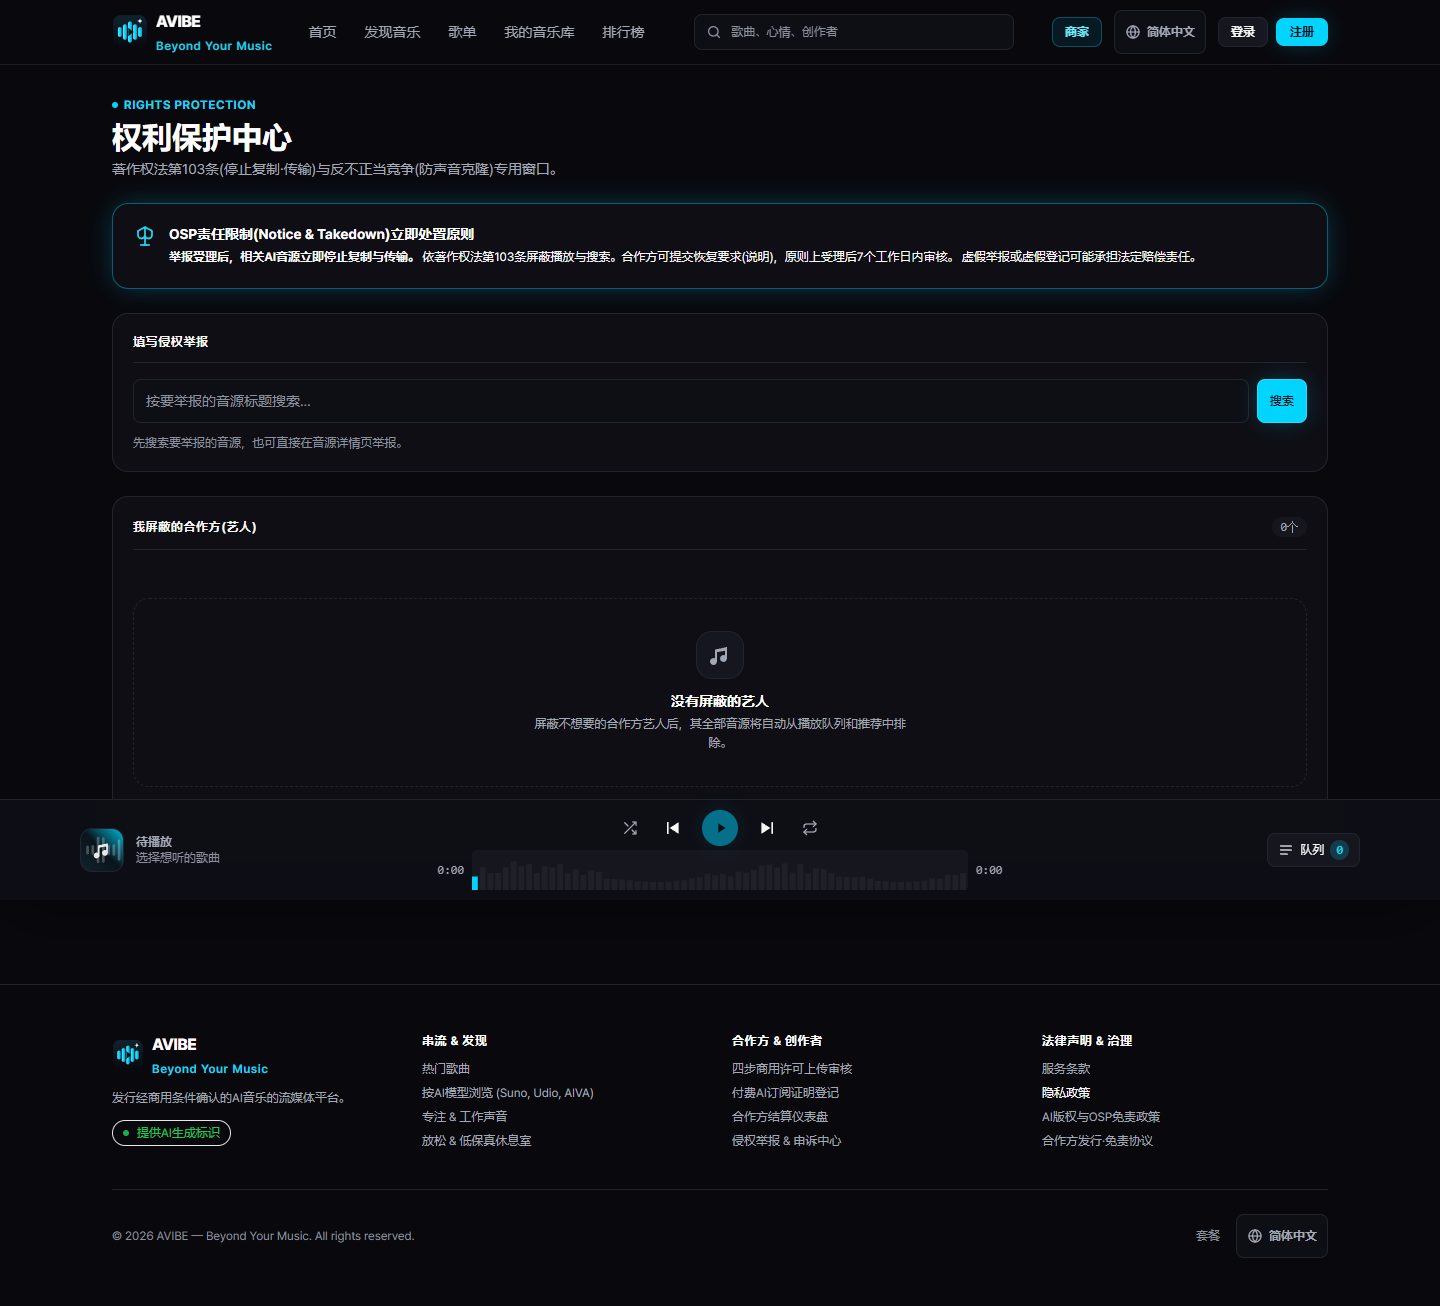 AVIBE
Beyond Your Music
首页 发现音乐 歌单 我的音乐库 排行榜
歌曲、心情、创作者
商家 简体中文 登录 注册
RIGHTS PROTECTION
权利保护中心
著作权法第103条(停止复制·传输)与反不正当竞争(防声音克隆)专用窗口。
OSP责任限制(Notice & Takedown)立即处置原则
举报受理后，相关AI音源立即停止复制与传输。 依著作权法第103条屏蔽播放与搜索。合作方可提交恢复要求(说明)，原则上受理后7个工作日内审核。 虚假举报或虚假登记可能承担法定赔偿责任。
填写侵权举报
按要举报的音源标题搜索...
搜索
先搜索要举报的音源，也可直接在音源详情页举报。
我屏蔽的合作方(艺人)
0个
没有屏蔽的艺人
屏蔽不想要的合作方艺人后，其全部音源将自动从播放队列和推荐中排
除。
待播放
选择想听的歌曲
0:00
0:00
队列 0
AVIBE
Beyond Your Music
发行经商用条件确认的AI音乐的流媒体平台。
提供AI生成标识
串流 & 发现
热门歌曲
按AI模型浏览 (Suno, Udio, AIVA)
专注 & 工作声音
放松 & 低保真休息室
合作方 & 创作者
四步商用许可上传审核
付费AI订阅证明登记
合作方结算仪表盘
侵权举报 & 申诉中心
法律声明 & 治理
服务条款
隐私政策
AI版权与OSP免责政策
合作方发行·免责协议
© 2026 AVIBE — Beyond Your Music. All rights reserved.
套餐 简体中文